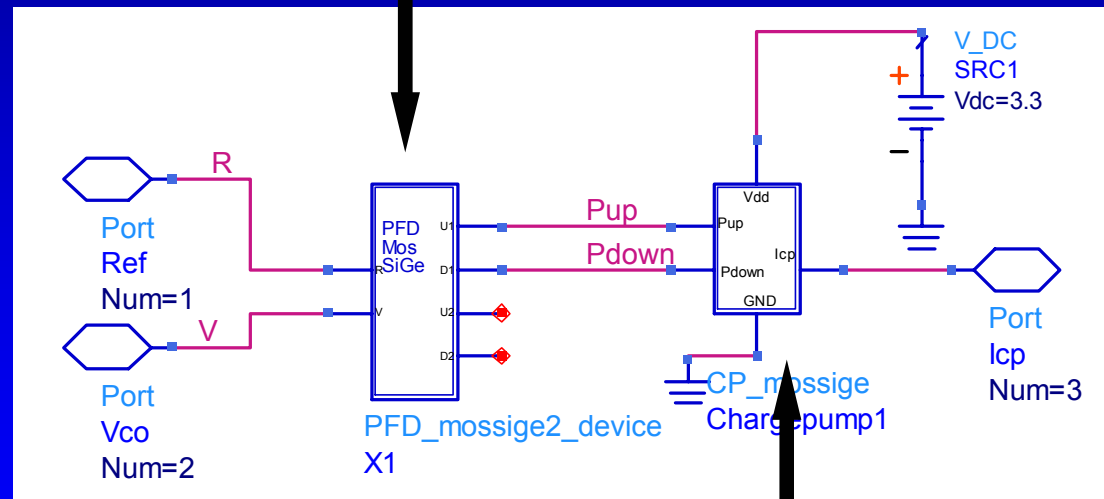 V_DC
SRC1
Vdc=3.3
+
−
R
Port
Ref
Num=1
V
Port
Vco
Num=2
PFD
Mos
SiGe
R
V
U1
D1
U2
D2
PFD_mossige2_device
X1
Pup
Pdown
Vdd
Pup
Icp
Pdown
GND
CP_mossige
Chargepump1
Port
Icp
Num=3